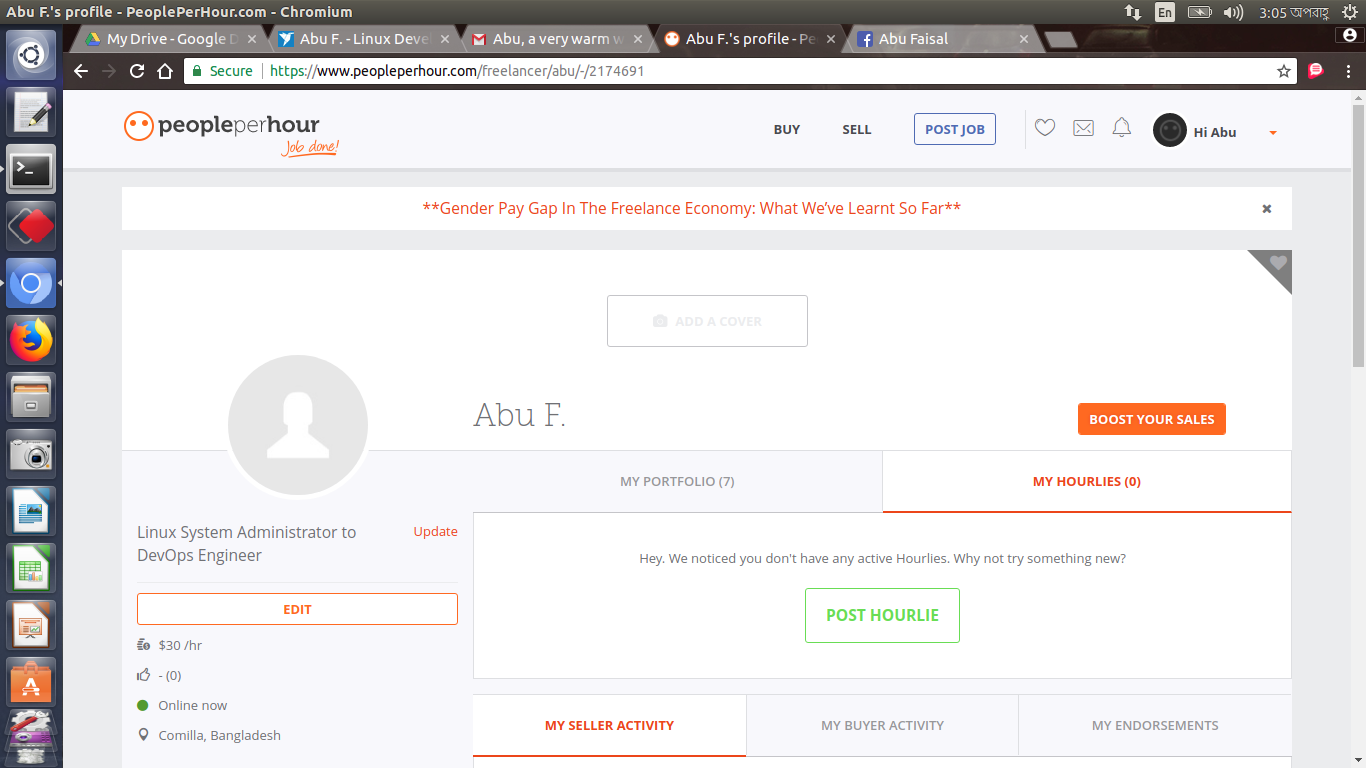 Abu F.'s profile - PeoplePerHour.com - Chromium
En
3:05 অপরাহ্ণ
My Drive - Google D
Abu F. - Linux Deve
Abu, a very warm w
Abu F.'s profile - Pe
Abu Faisal
Secure
https://www.peopleperhour.com/freelancer/abu/-/2174691
peopleperhour
Job done!
BUY
SELL
POST JOB
Hi Abu
**Gender Pay Gap In The Freelance Economy: What We’ve Learnt So Far**
ADD A COVER
Abu F.
BOOST YOUR SALES
MY PORTFOLIO (7)
MY HOURLIES (0)
Linux System Administrator to
DevOps Engineer
Update
EDIT
$30 /hr
- (0)
Online now
Comilla, Bangladesh
Hey. We noticed you don't have any active Hourlies. Why not try something new?
POST HOURLIE
MY SELLER ACTIVITY
MY BUYER ACTIVITY
MY ENDORSEMENTS